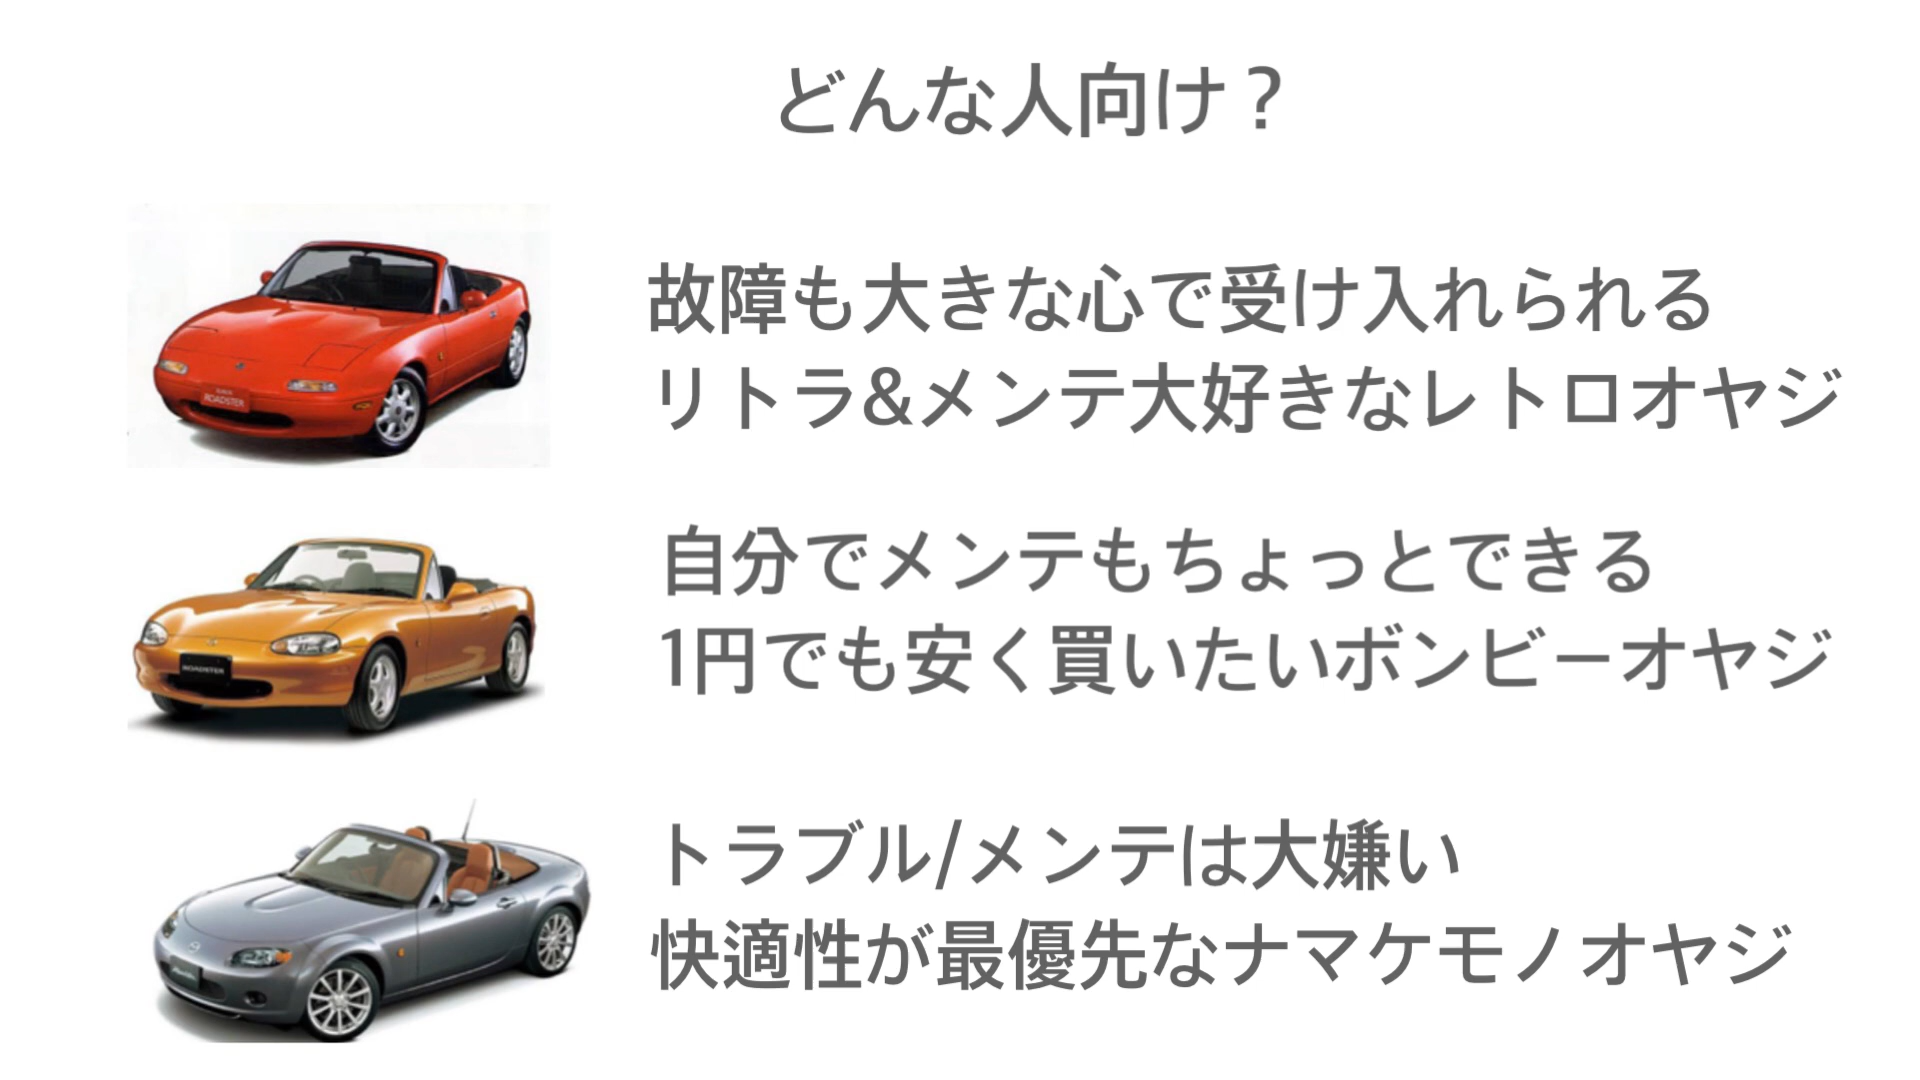 どんな人向け？
故障も大きな心で受け入れられる
リトラ&メンテ大好きなレトロオヤジ
ROADSTER
自分でメンテもちょっとできる
1円でも安く買いたいボンビーオヤジ
ROADSTER
トラブル/メンテは大嫌い
快適性が最優先なナマケモノオヤジ